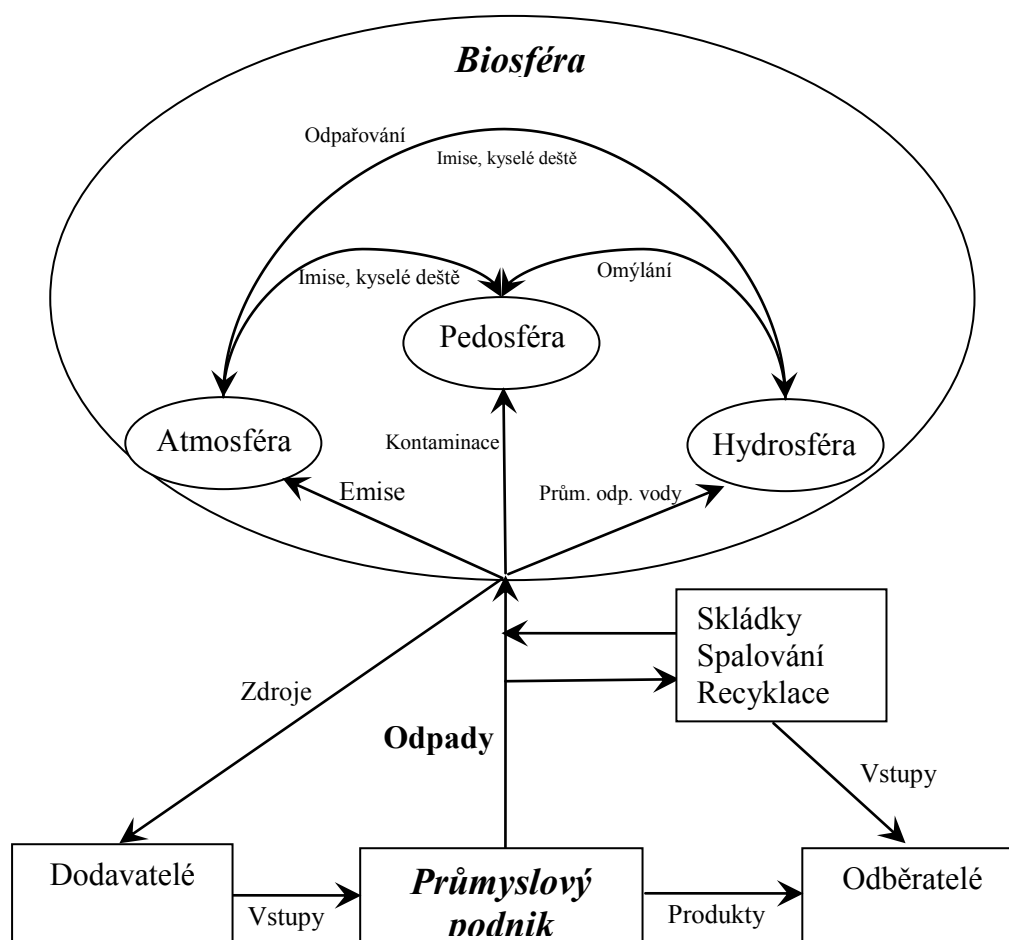 Biosféra
Odpařování
Imise, kyselé deště
Imise, kyselé deště
Omýlání
Pedosféra
Atmosféra
Hydrosféra
Kontaminace
Emise
Prům. odp. vody
Skládky
Spalování
Recyklace
Zdroje
Odpady
Vstupy
Dodavatelé
Vstupy
Průmyslový
podnik
Produkty
Odběratelé